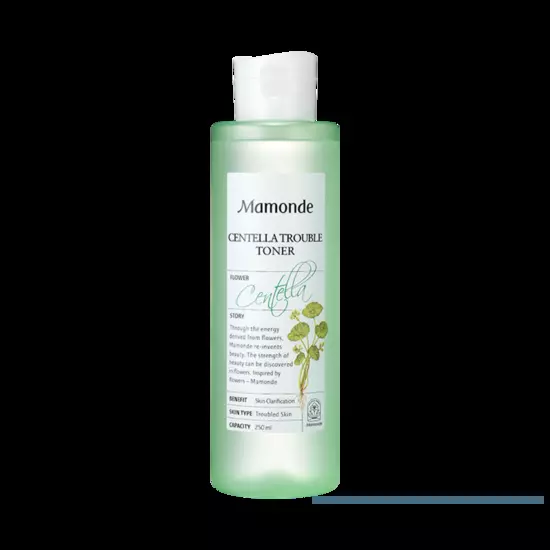 Mamonde
CENTELLA TROUBLE
TONER
FLOWER
Centella
STORY
Through the energy
derived from flowers,
Mamonde re-invents
beauty. The strength of
beauty can be discovered
in flowers. Inspired by
flowers - Mamonde
BENEFIT Skin Clarification
SKIN TYPE Troubled Skin
CAPACITY 250 ml